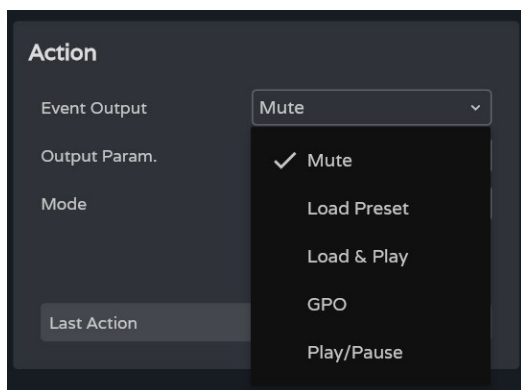 Action
Event Output
Mute
Output Param.
Mute
Mode
Load Preset
Load & Play
GPO
Last Action
Play/Pause